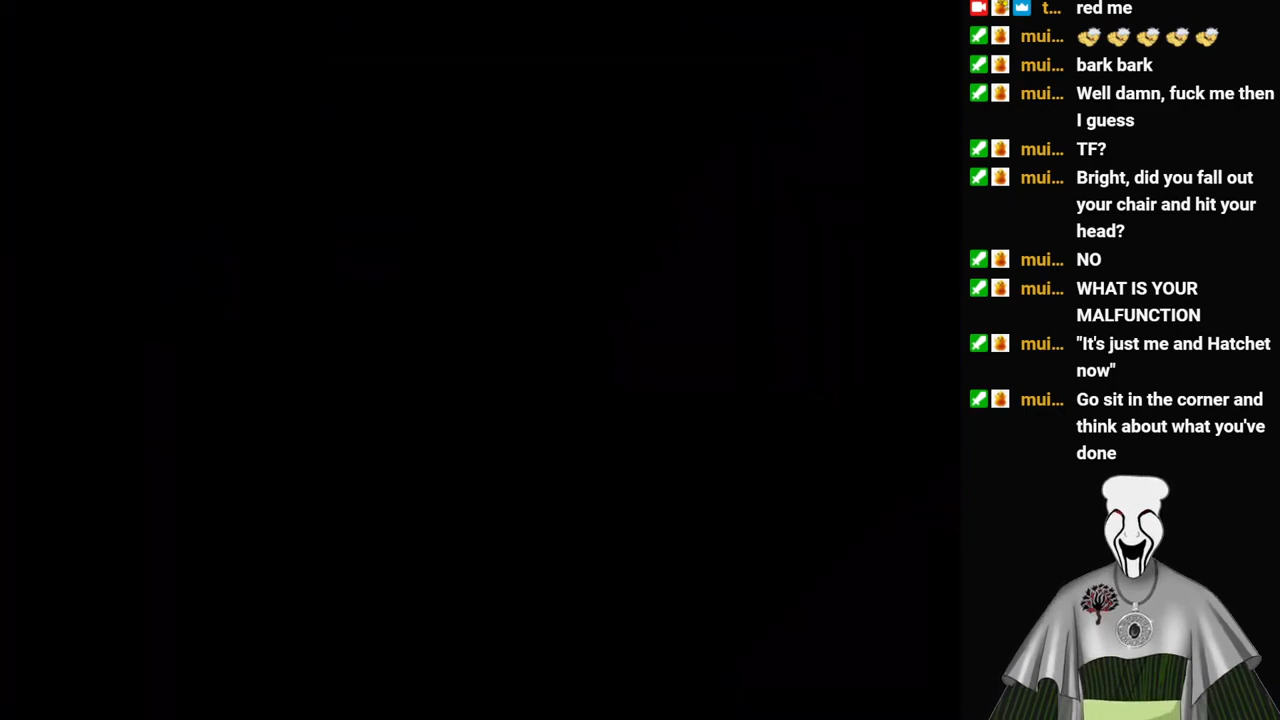 t... red me
mui...
mui... bark bark
mui... Well damn, fuck me then
I guess
mui... TF?
mui... Bright, did you fall out
your chair and hit your
head?
mui... NO
mui... WHAT IS YOUR
MALFUNCTION
mui... "It's just me and Hatchet
now"
mui... Go sit in the corner and
think about what you've
done